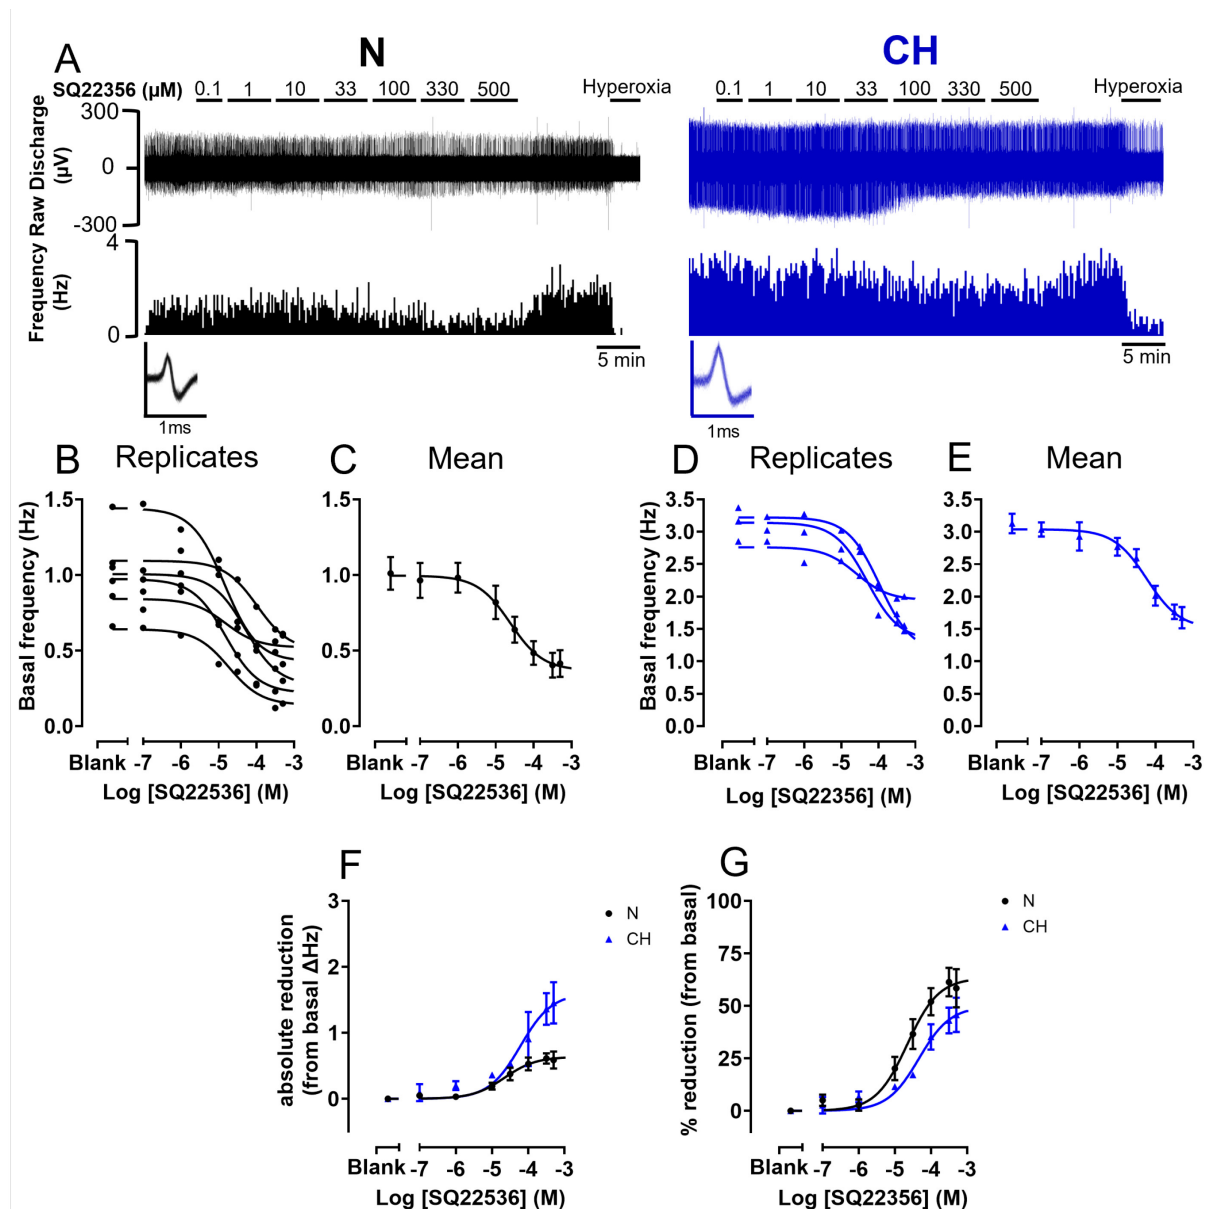 A
N
CH
SQ22356 (µM)
0.1 1 10 33 100 330 500
Hyperoxia
0.1 1 10 33 100 330 500
Hyperoxia
Raw Discharge
(µV)
300
0
-300
Frequency
(Hz)
4
0
5 min
5 min
1ms
1ms
B
Replicates
C
Mean
D
Replicates
E
Mean
Basal frequency (Hz)
1.5
1.0
0.5
0.0
Blank -7 -6 -5 -4 -3
Log [SQ22536] (M)
1.5
1.0
0.5
0.0
Blank -7 -6 -5 -4 -3
Log [SQ22536] (M)
Basal frequency (Hz)
3.5
3.0
2.5
2.0
1.5
1.0
0.5
0.0
Blank -7 -6 -5 -4 -3
Log [SQ22356] (M)
3.5
3.0
2.5
2.0
1.5
1.0
0.5
0.0
Blank -7 -6 -5 -4 -3
Log [SQ22536] (M)
F
absolute reduction
(from basal ΔHz)
3
2
1
0
N
CH
Blank -7 -6 -5 -4 -3
Log [SQ22536] (M)
G
% reduction (from basal)
100
75
50
25
0
N
CH
Blank -7 -6 -5 -4 -3
Log [SQ22356] (M)